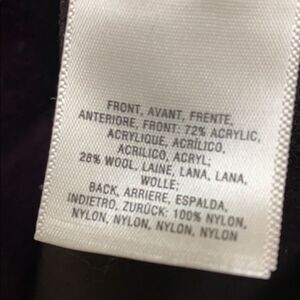 FRONT, AVANT, FRENTE,
ANTERIORE, FRONT: 72% ACRYLIC,
ACRYLIQUE, ACRÍLICO,
ACRILICO, ACRYL;
28% WOOL, LAINE, LANA, LANA,
WOLLE;
BACK, ARRIERE, ESPALDA,
INDIETRO, ZURÜCK: 100% NYLON,
NYLON, NYLON, NYLON, NYLON